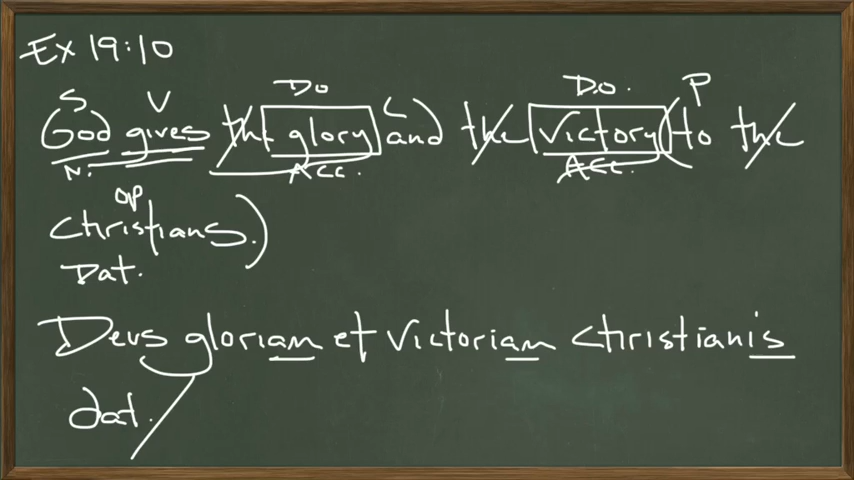 Ex 19:10
Do D.O. P
S V C
God gives the glory and the victory to the
N. Acc. Acc.
OP
Christians.)
Dat.
Deus gloriam et victoriam Christianis
dat.